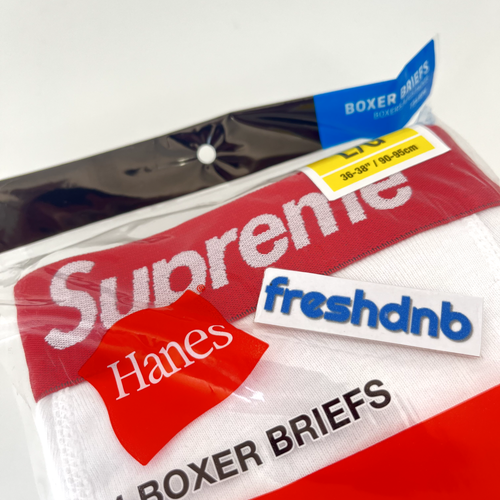 BOXER BRIEFS
L/G
36-38" / 90-95cm
Supreme
freshdnb
Hanes
BOXER BRIEFS